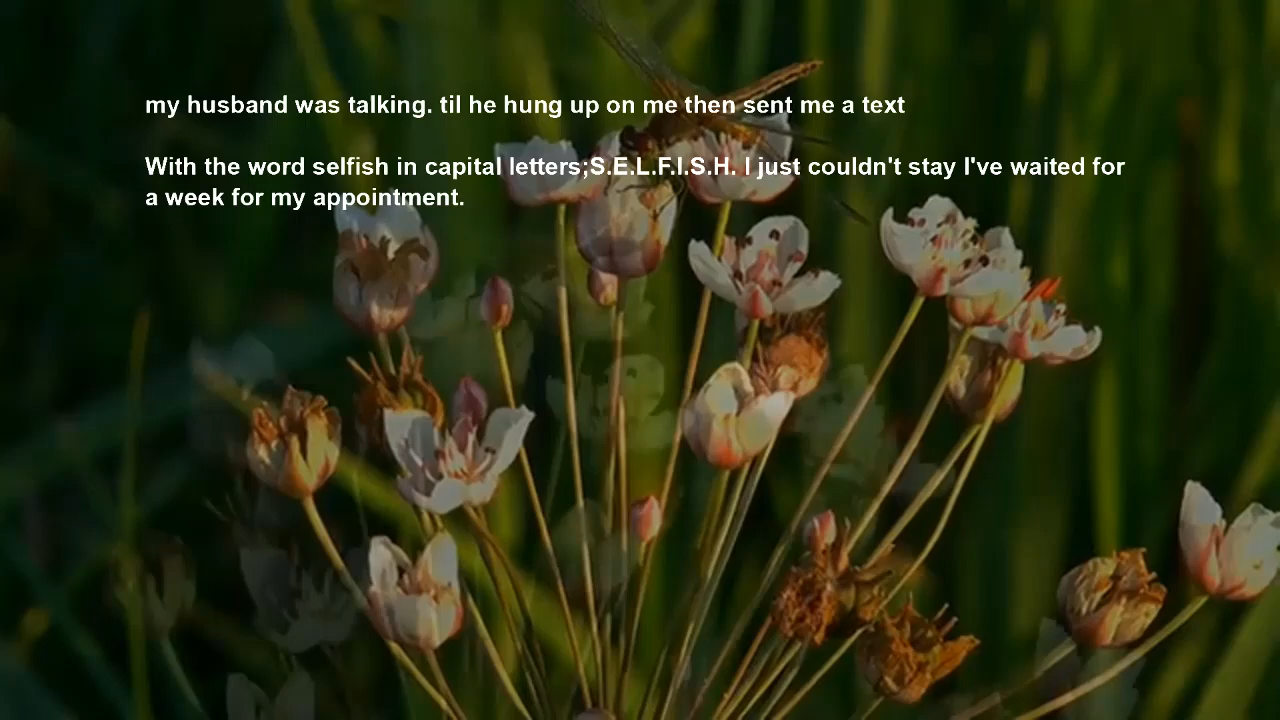 my husband was talking. til he hung up on me then sent me a text
With the word selfish in capital letters;S.E.L.F.I.S.H. I just couldn't stay I've waited for
a week for my appointment.